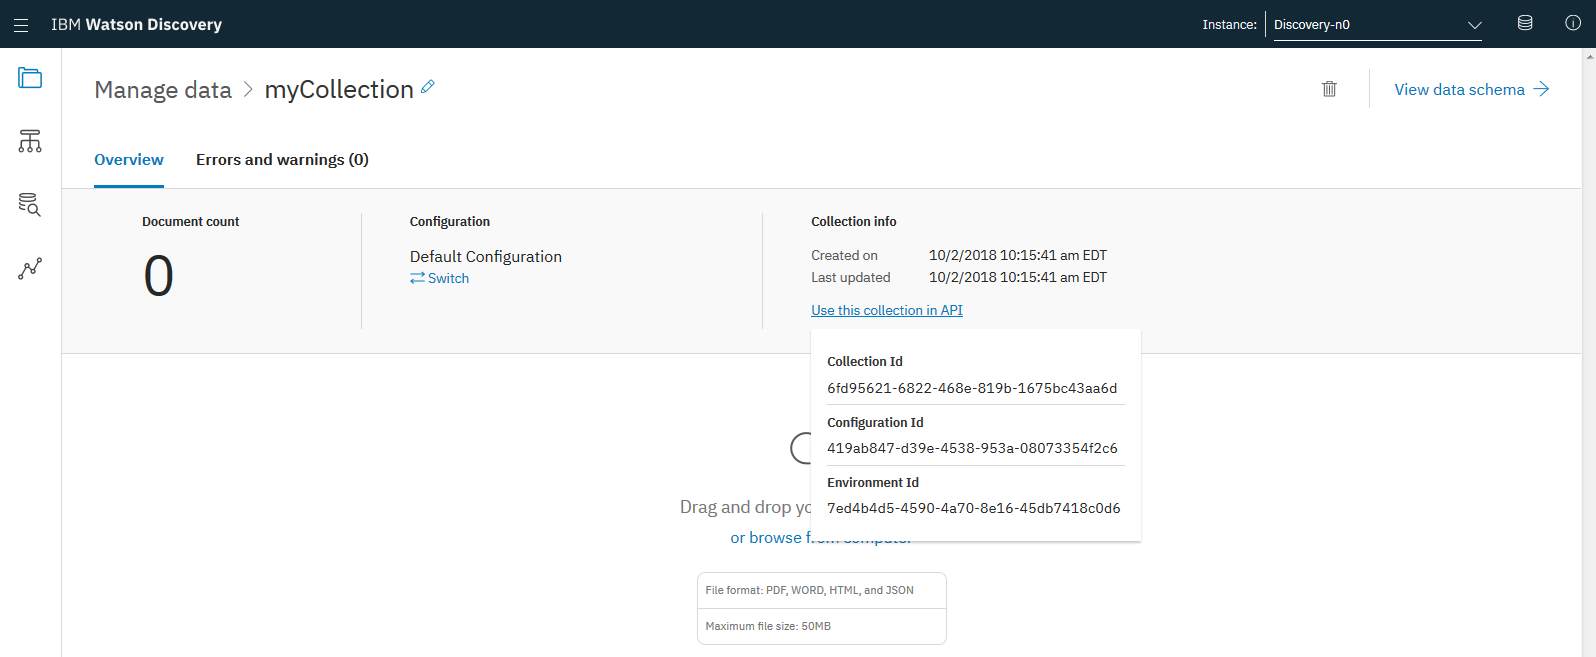 IBM Watson Discovery
Instance: Discovery-n0
Manage data > myCollection
View data schema
Overview Errors and warnings (0)
Document count
0
Configuration
Default Configuration
Switch
Collection info
Created on 10/2/2018 10:15:41 am EDT
Last updated 10/2/2018 10:15:41 am EDT
Use this collection in API
Collection Id
6fd95621-6822-468e-819b-1675bc43aa6d
Configuration Id
419ab847-d39e-4538-953a-08073354f2c6
Environment Id
7ed4b4d5-4590-4a70-8e16-45db7418c0d6
Drag and drop yo
or browse from computer
File format: PDF, WORD, HTML, and JSON
Maximum file size: 50MB